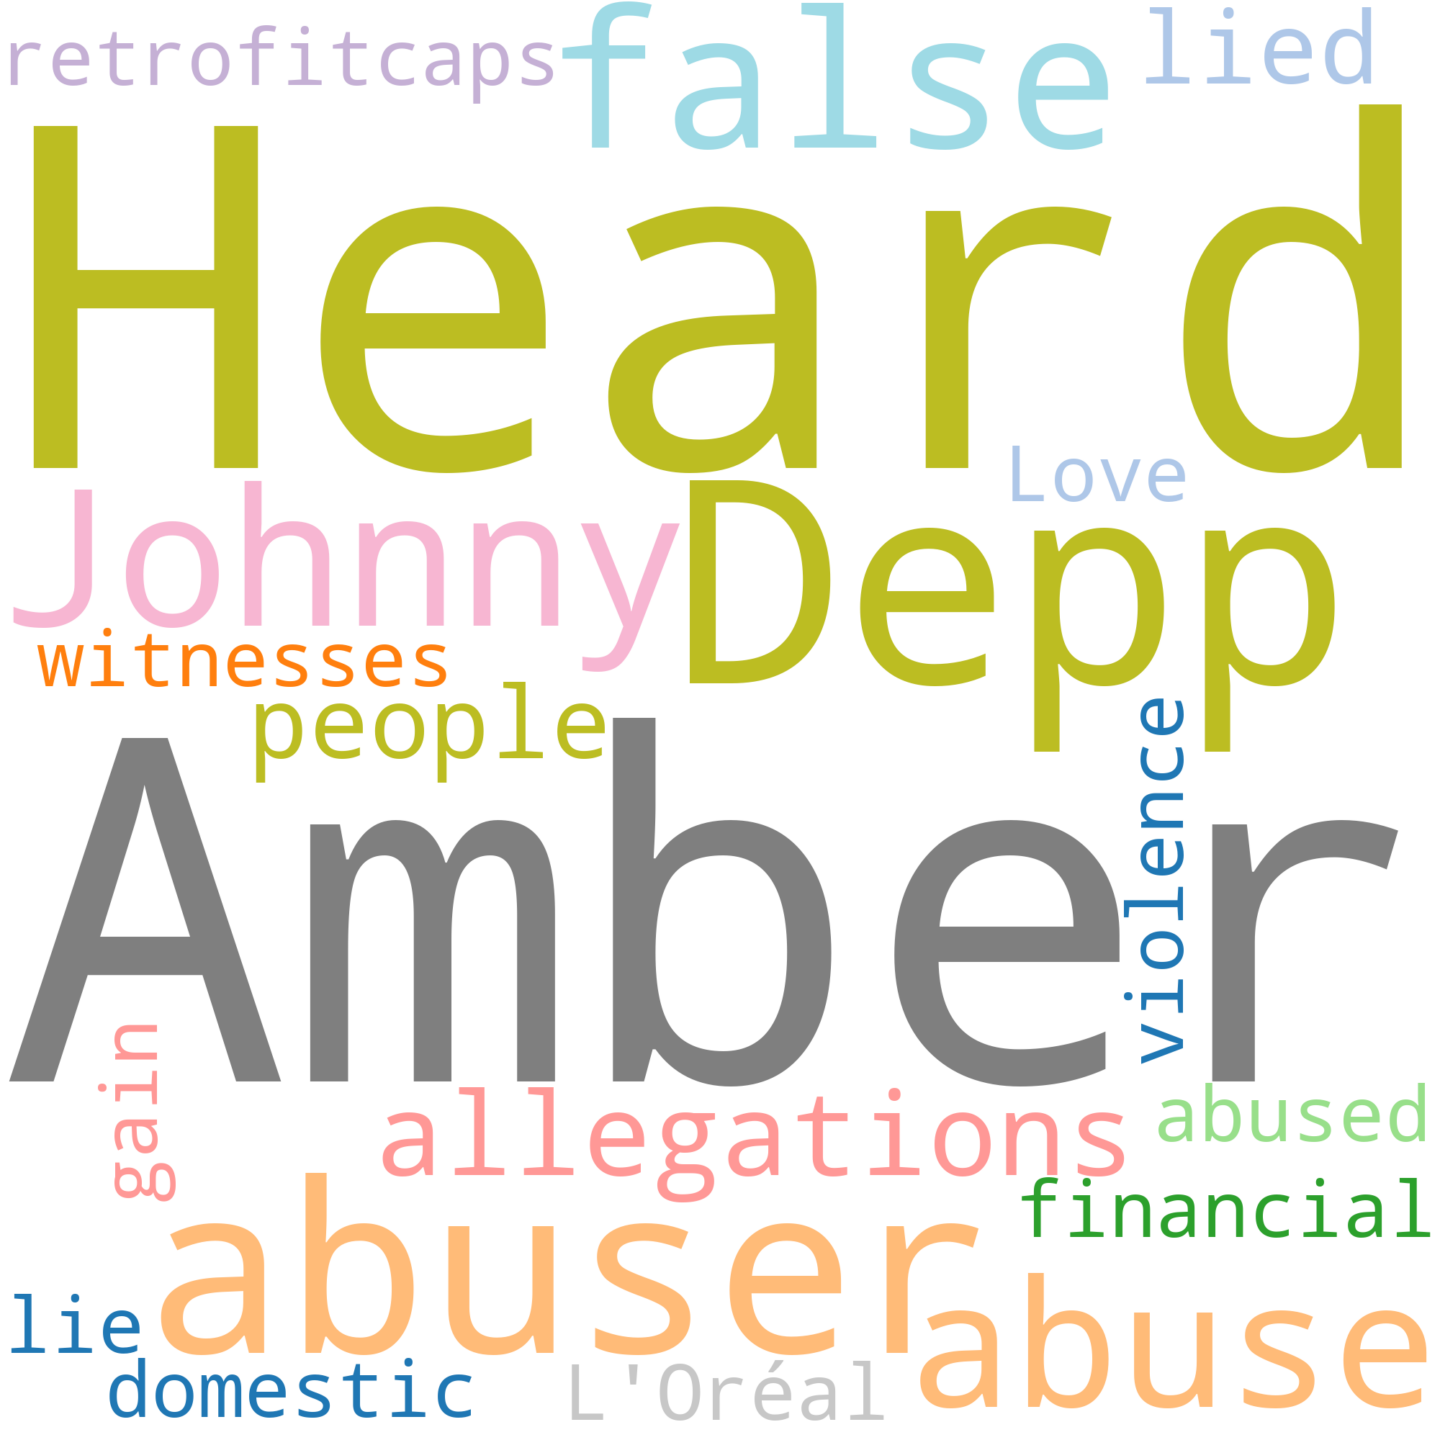 retrofitcaps
false
lied
Heard
Love
Johnny
Depp
witnesses
people
violence
Amber
gain
allegations
abused
financial
abuser
abuse
lie
domestic
L'Oréal